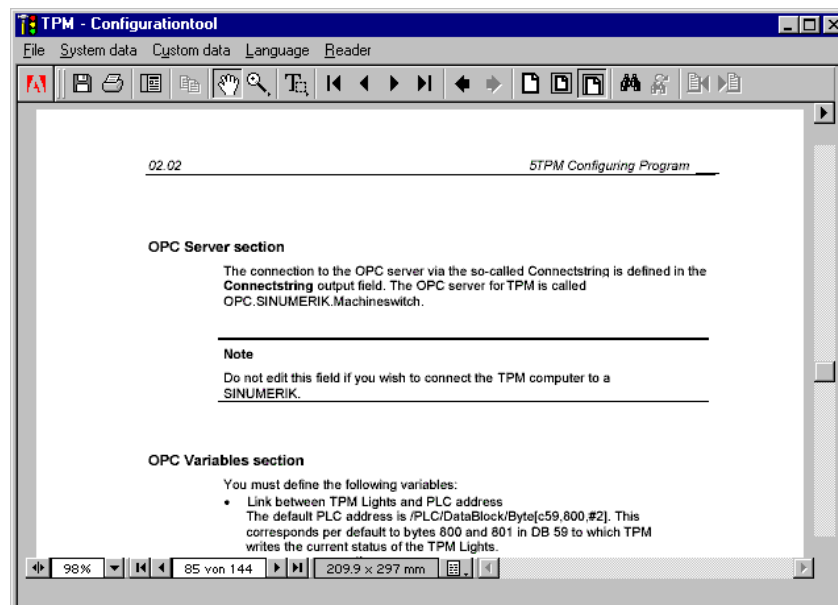 TPM - Configurationtool
File System data Custom data Language Reader
02.02 5TPM Configuring Program
OPC Server section
The connection to the OPC server via the so-called Connectstring is defined in the
Connectstring output field. The OPC server for TPM is called
OPC.SINUMERIK.Machineswitch.
Note
Do not edit this field if you wish to connect the TPM computer to a
SINUMERIK.
OPC Variables section
You must define the following variables:
• Link between TPM Lights and PLC address
The default PLC address is /PLC/DataBlock/Byte[c59,800,#2]. This
corresponds per default to bytes 800 and 801 in DB 59 to which TPM
writes the current status of the TPM Lights.
98% 85 von 144 209.9 x 297 mm